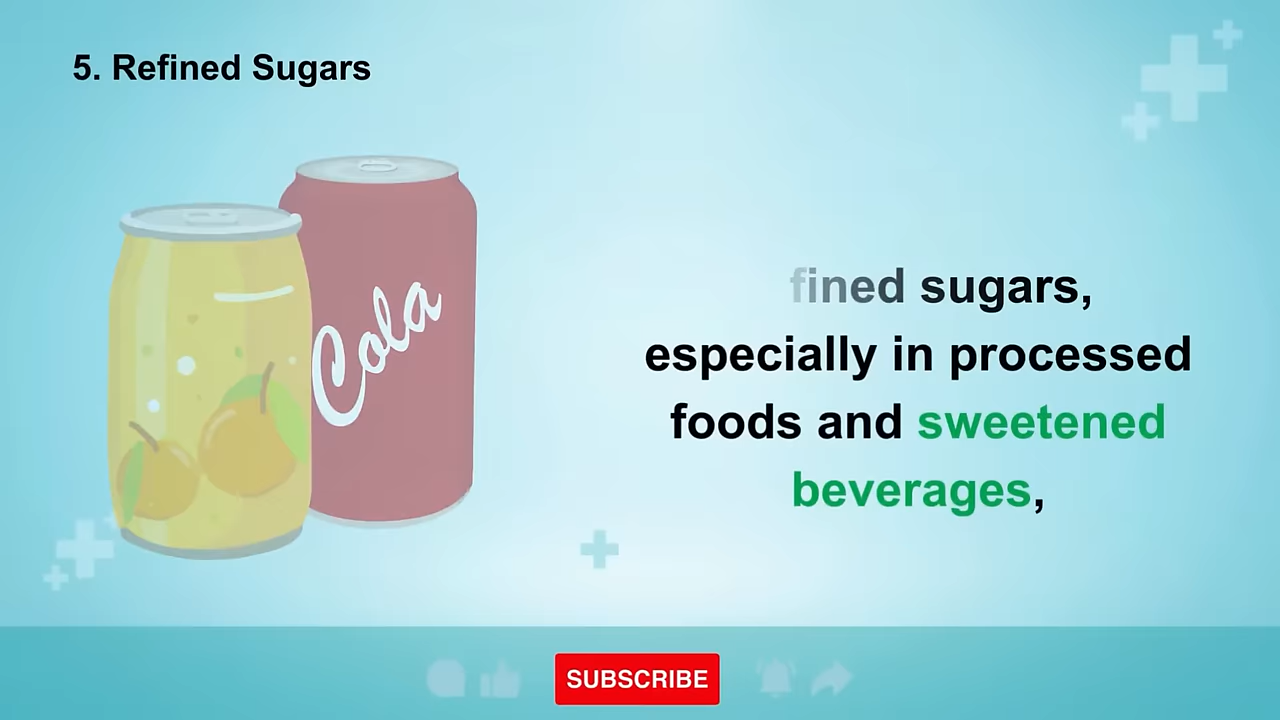 5. Refined Sugars
Cola
fined sugars,
especially in processed
foods and sweetened
beverages,
SUBSCRIBE